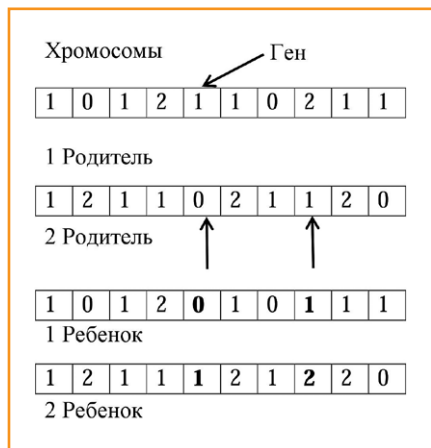 Хромосомы Ген
1 0 1 2 1 1 0 2 1 1
1 Родитель
1 2 1 1 0 2 1 1 2 0
2 Родитель
1 0 1 2 0 1 0 1 1 1
1 Ребенок
1 2 1 1 1 2 1 2 2 0
2 Ребенок